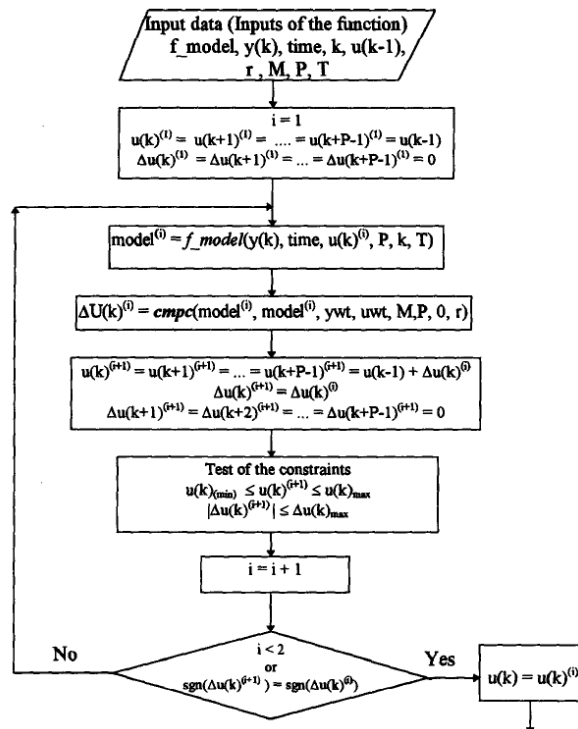 Input data (Inputs of the function)
f_model, y(k), time, k, u(k-1),
r , M, P, T
i = 1
u(k)⁽¹⁾ = u(k+1)⁽¹⁾ = .... = u(k+P-1)⁽¹⁾ = u(k-1)
Δu(k)⁽¹⁾ = Δu(k+1)⁽¹⁾ = ... = Δu(k+P-1)⁽¹⁾ = 0
model⁽ⁱ⁾ = f_model(y(k), time, u(k)⁽ⁱ⁾, P, k, T)
ΔU(k)⁽ⁱ⁾ = cmpc(model⁽ⁱ⁾, model⁽ⁱ⁾, ywt, uwt, M,P, 0, r)
u(k)⁽ⁱ⁺¹⁾ = u(k+1)⁽ⁱ⁺¹⁾ = ... = u(k+P-1)⁽ⁱ⁺¹⁾ = u(k-1) + Δu(k)⁽ⁱ⁾
Δu(k)⁽ⁱ⁺¹⁾ = Δu(k)⁽ⁱ⁾
Δu(k+1)⁽ⁱ⁺¹⁾ = Δu(k+2)⁽ⁱ⁺¹⁾ = ... = Δu(k+P-1)⁽ⁱ⁺¹⁾ = 0
Test of the constraints
u(k)₍min₎ ≤ u(k)⁽ⁱ⁺¹⁾ ≤ u(k)max
|Δu(k)⁽ⁱ⁺¹⁾| ≤ Δu(k)max
i = i + 1
No
i < 2
or
sgn(Δu(k)⁽ⁱ⁺¹⁾) = sgn(Δu(k)⁽ⁱ⁾)
Yes
u(k) = u(k)⁽ⁱ⁾